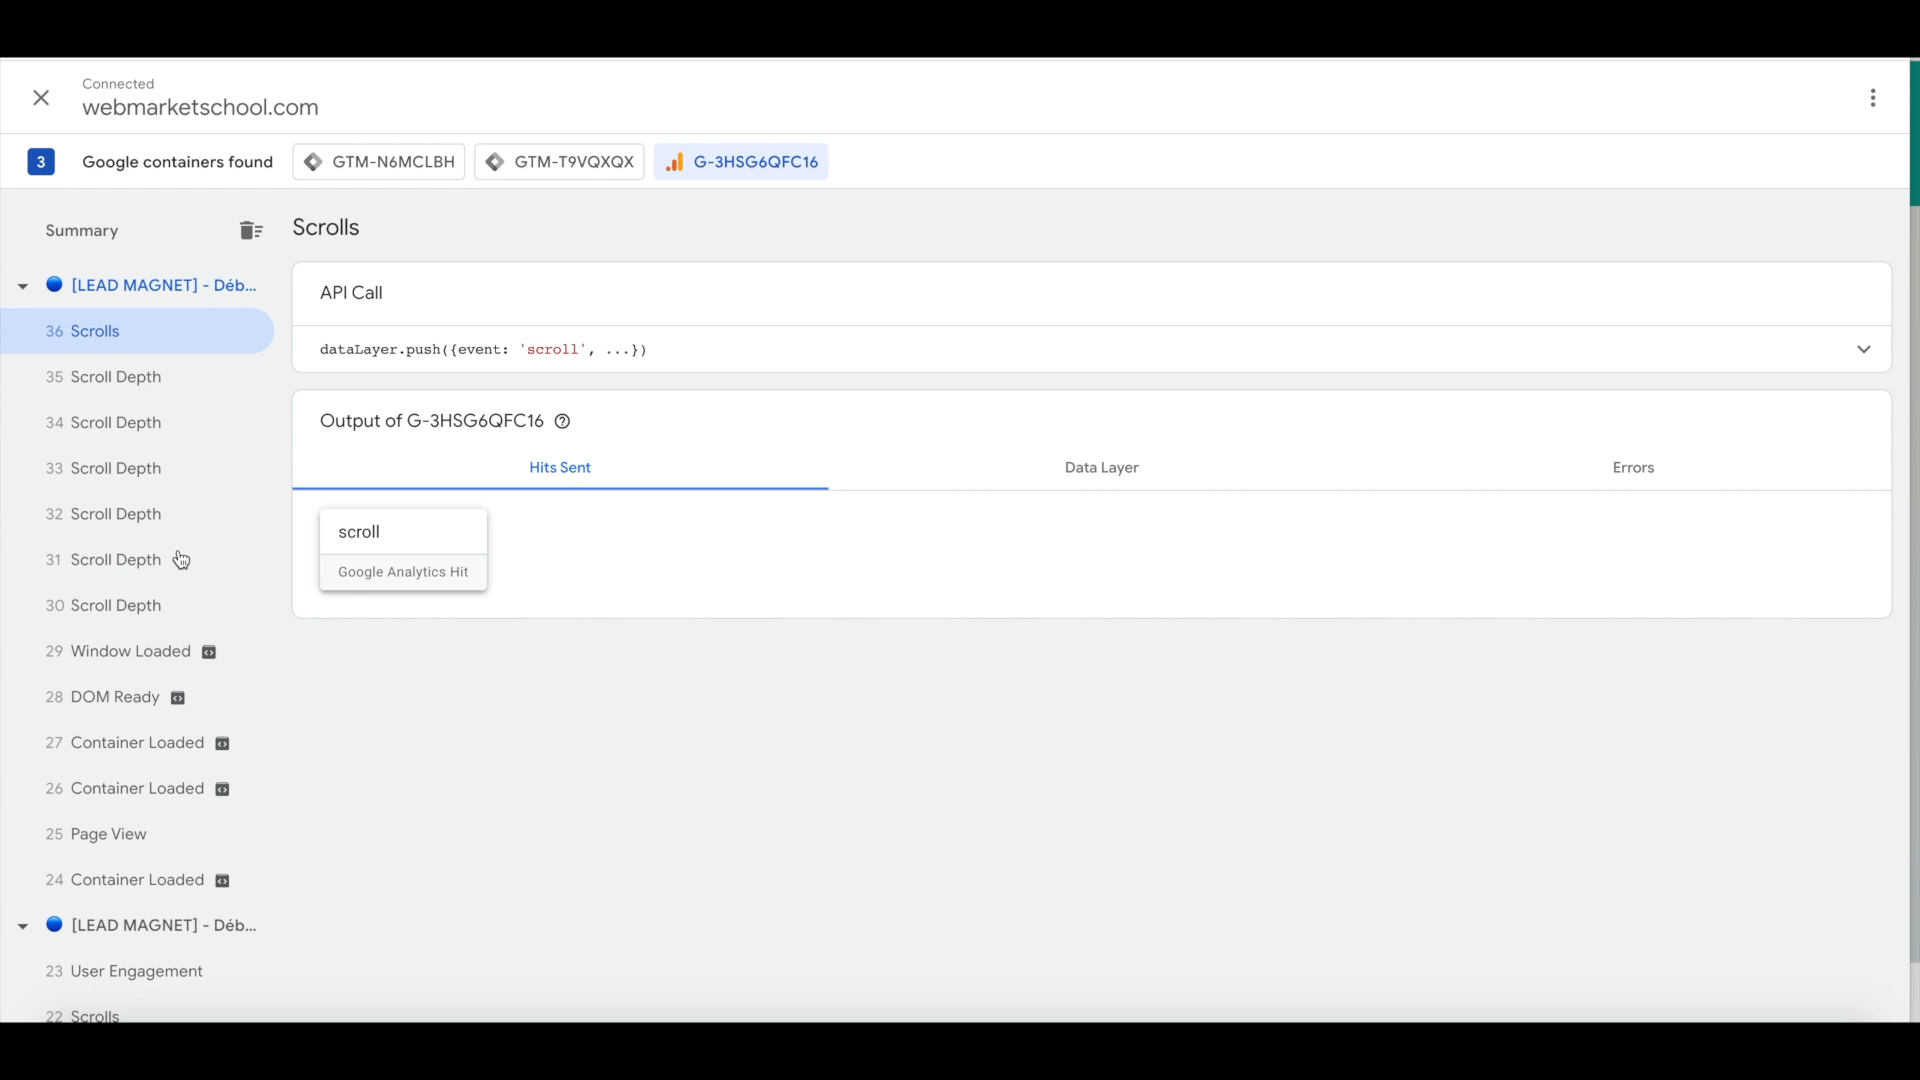 Connected
webmarketschool.com
3 Google containers found GTM-N6MCLBH GTM-T9VQXQX G-3HSG6QFC16
Summary
[LEAD MAGNET] - Déb...
36 Scrolls
35 Scroll Depth
34 Scroll Depth
33 Scroll Depth
32 Scroll Depth
31 Scroll Depth
30 Scroll Depth
29 Window Loaded
28 DOM Ready
27 Container Loaded
26 Container Loaded
25 Page View
24 Container Loaded
[LEAD MAGNET] - Déb...
23 User Engagement
22 Scrolls
Scrolls
API Call
dataLayer.push({event: 'scroll', ...})
Output of G-3HSG6QFC16
Hits Sent Data Layer Errors
scroll
Google Analytics Hit